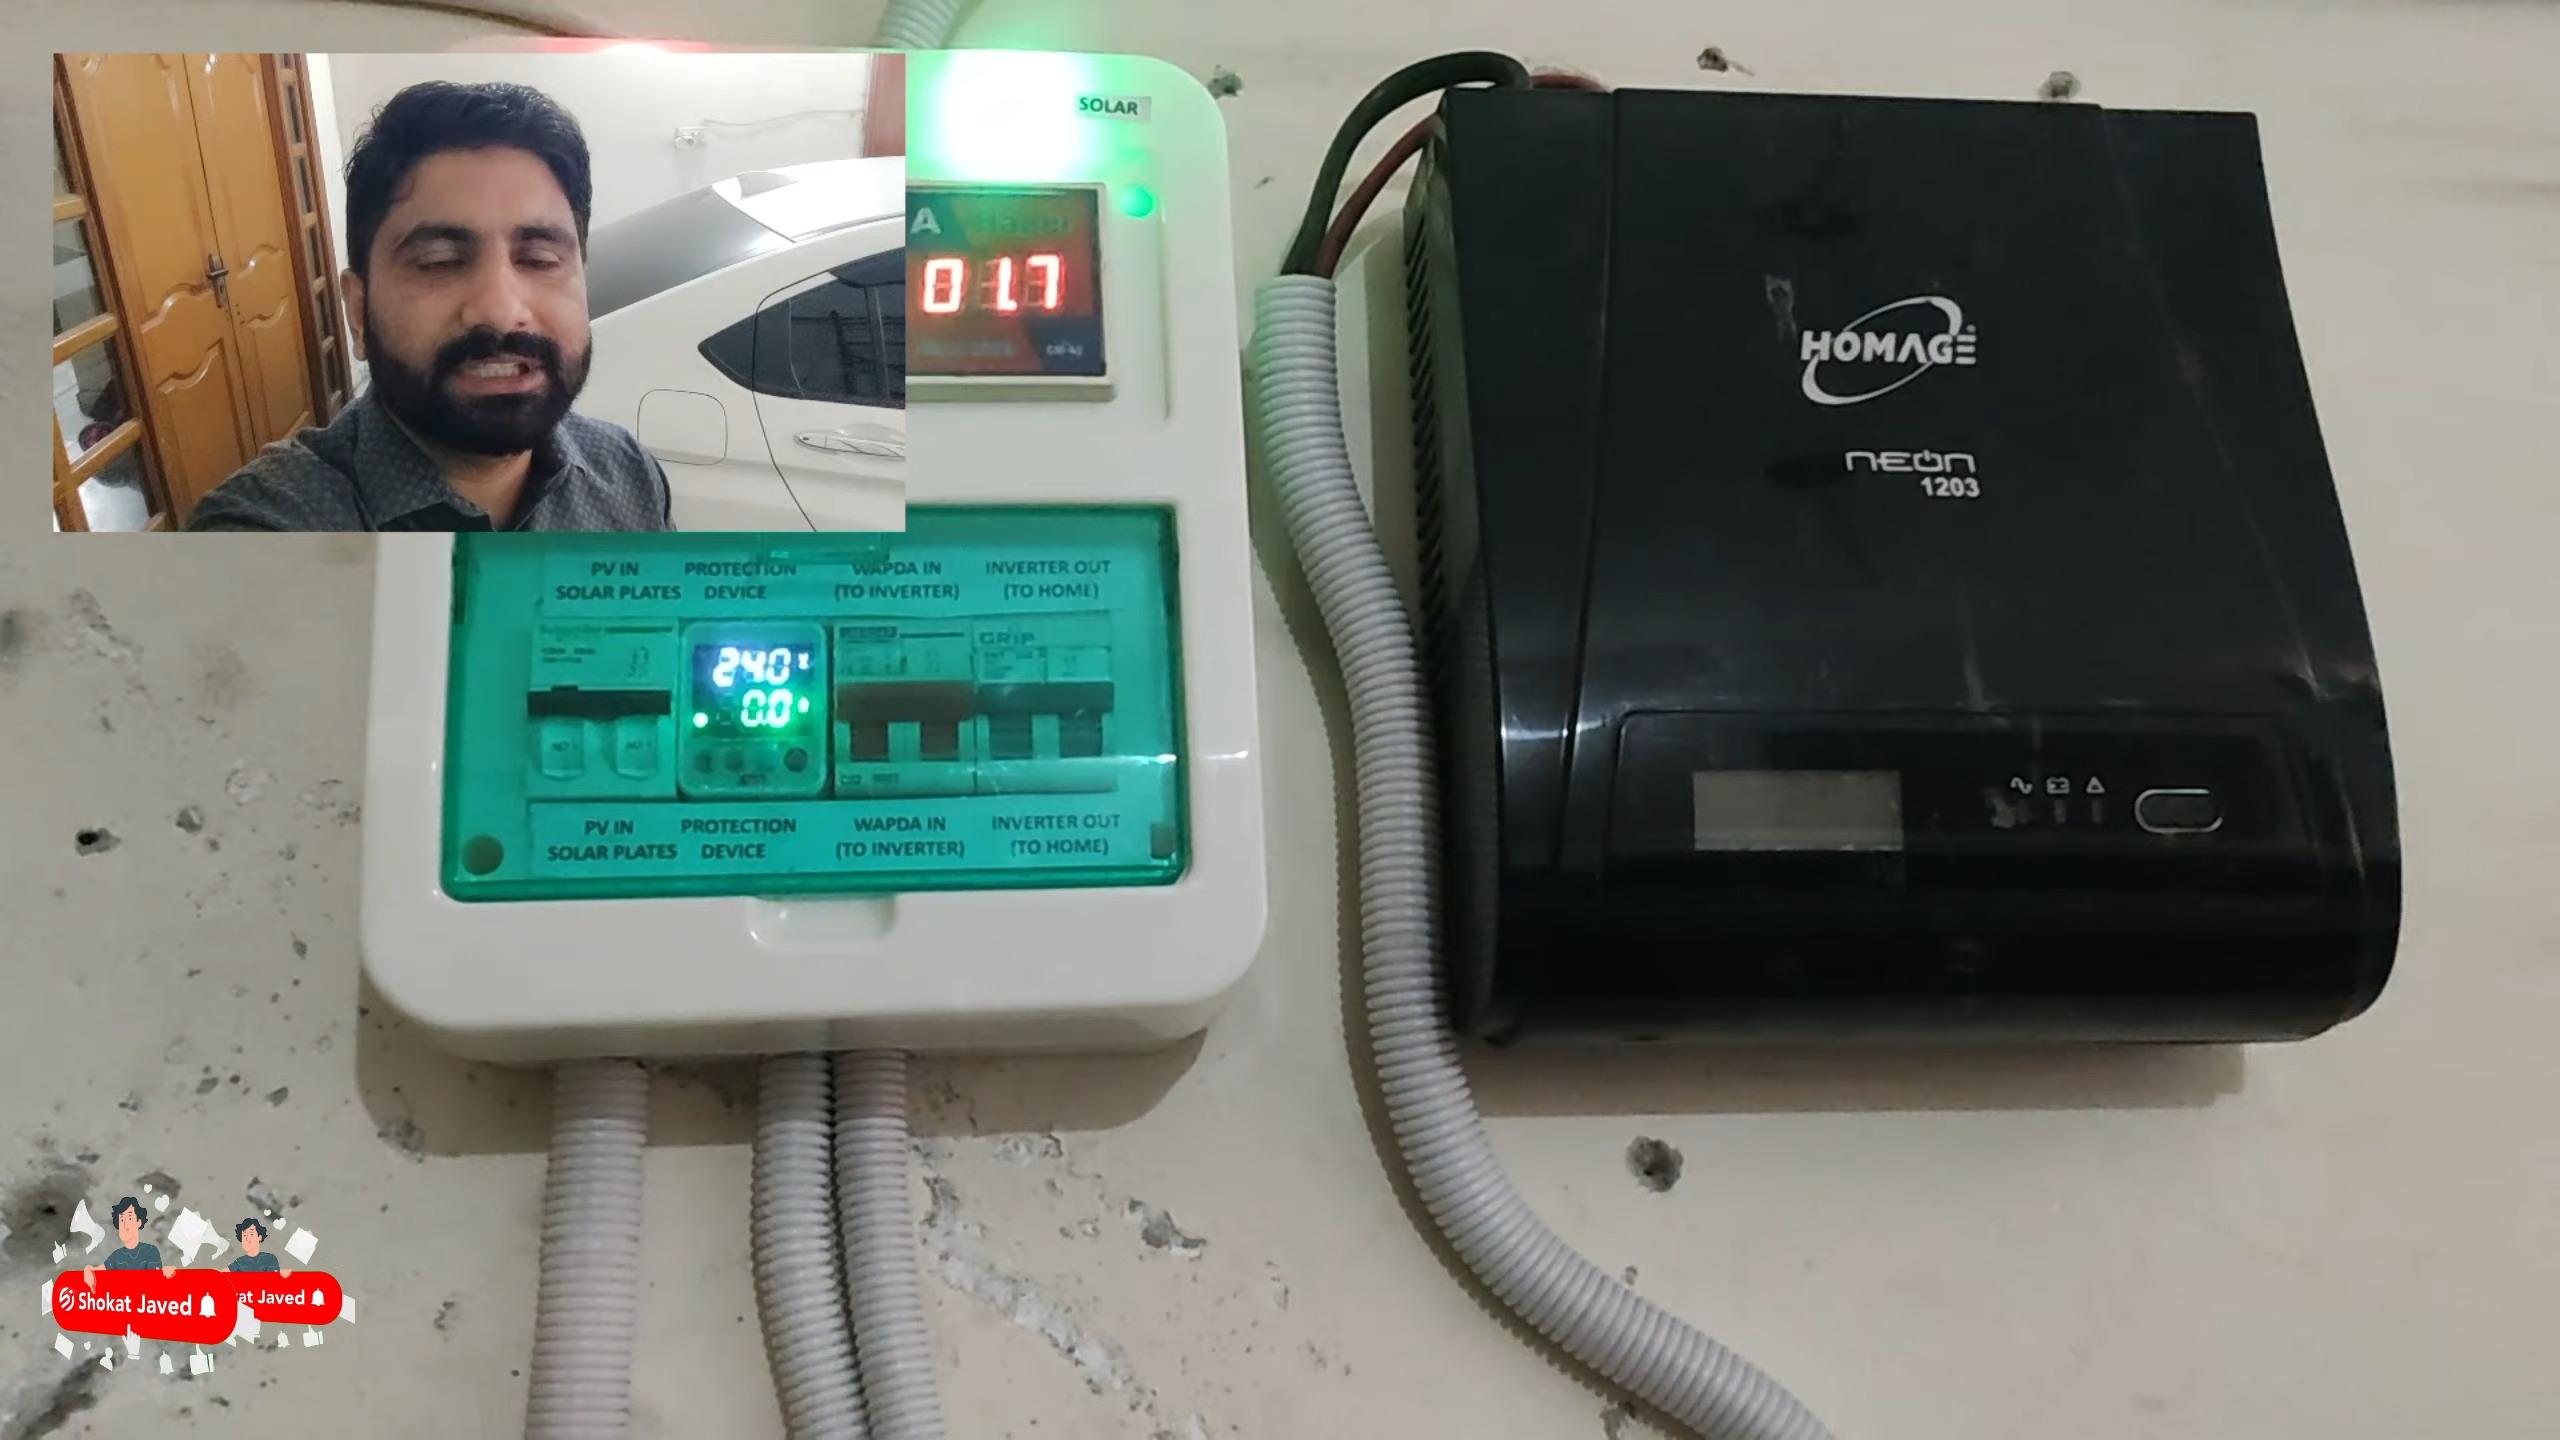 SOLAR
A
01.7
HOMAGE
NEON
1203
PV IN
SOLAR PLATES
PROTECTION
DEVICE
WAPDA IN
(TO INVERTER)
INVERTER OUT
(TO HOME)
GRIP
240
0.0
PV IN
SOLAR PLATES
PROTECTION
DEVICE
WAPDA IN
(TO INVERTER)
INVERTER OUT
(TO HOME)
Shokat Javed
at Javed